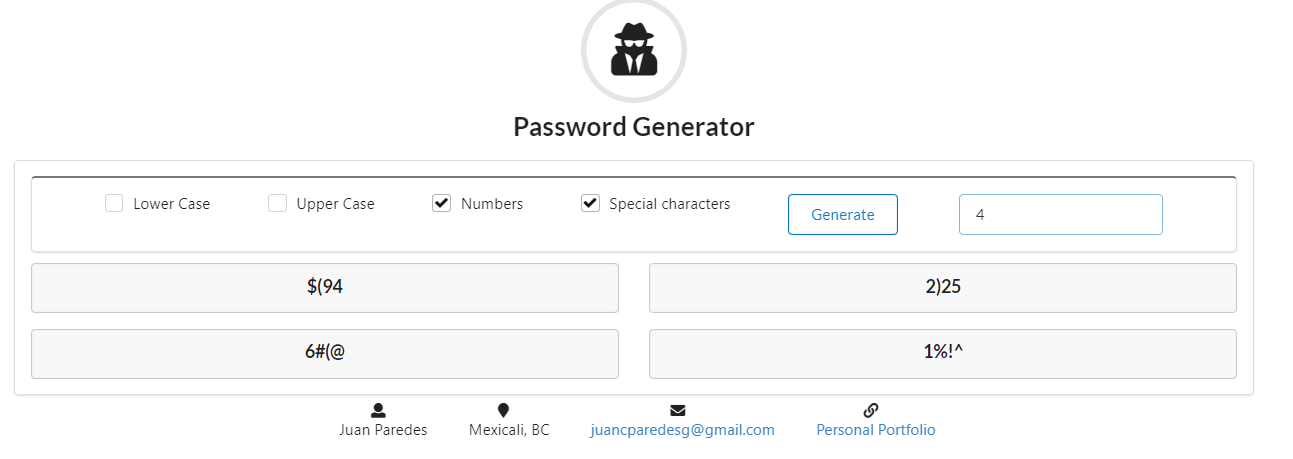 Password Generator
Lower Case Upper Case Numbers Special characters Generate 4
$(94 2)25
6#(@ 1%!^
Juan Paredes Mexicali, BC juancparedesg@gmail.com Personal Portfolio